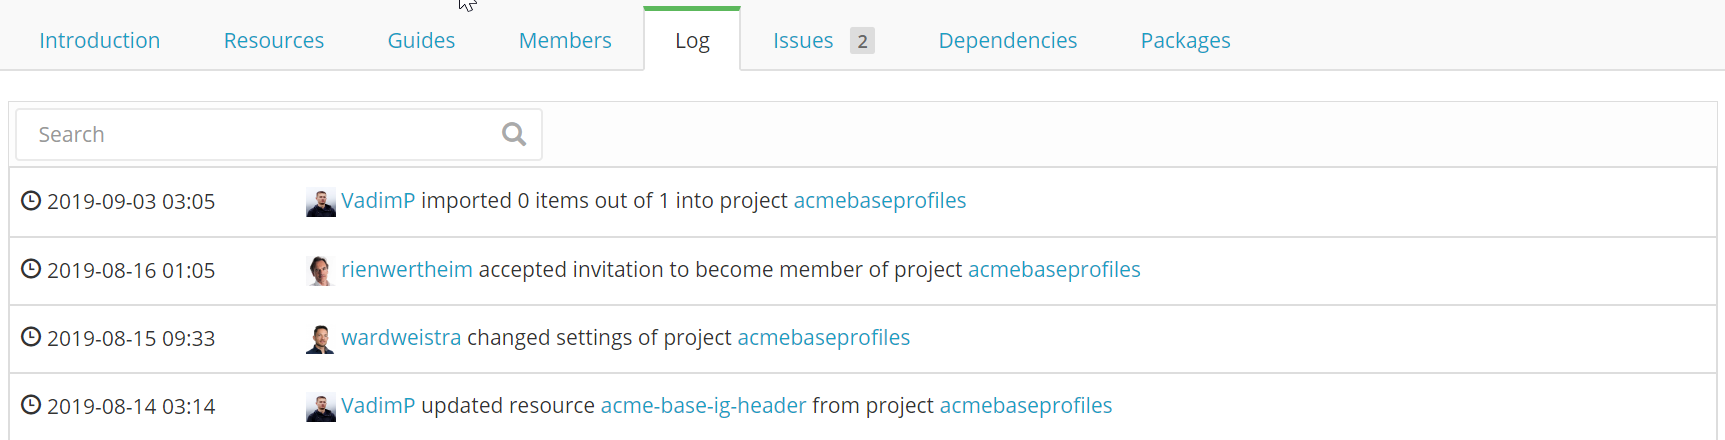 Introduction Resources Guides Members Log Issues 2 Dependencies Packages
Search
2019-09-03 03:05 VadimP imported 0 items out of 1 into project acmebaseprofiles
2019-08-16 01:05 rienwertheim accepted invitation to become member of project acmebaseprofiles
2019-08-15 09:33 wardweistra changed settings of project acmebaseprofiles
2019-08-14 03:14 VadimP updated resource acme-base-ig-header from project acmebaseprofiles